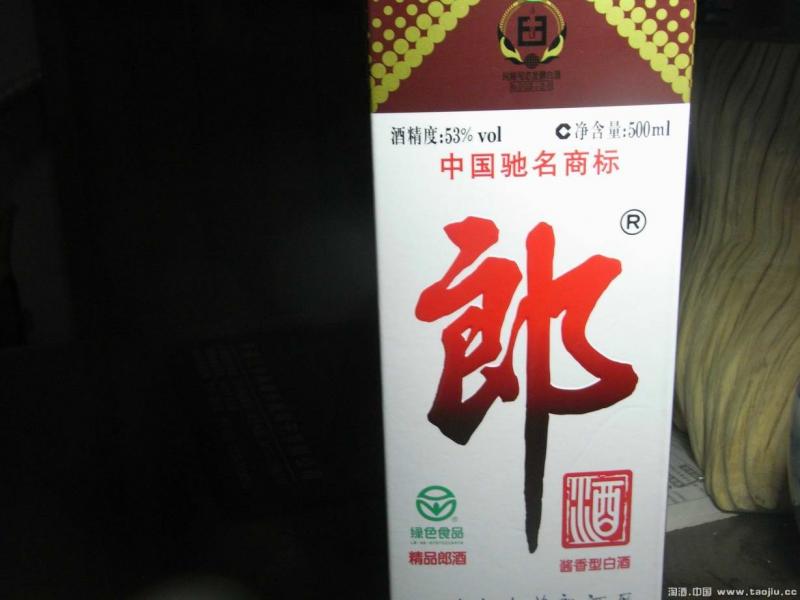 酒精度:53% vol
净含量:500ml
中国驰名商标
郎
®
酒
绿色食品
精品郎酒
酱香型白酒
淘酒.中国 www.taojiu.cc